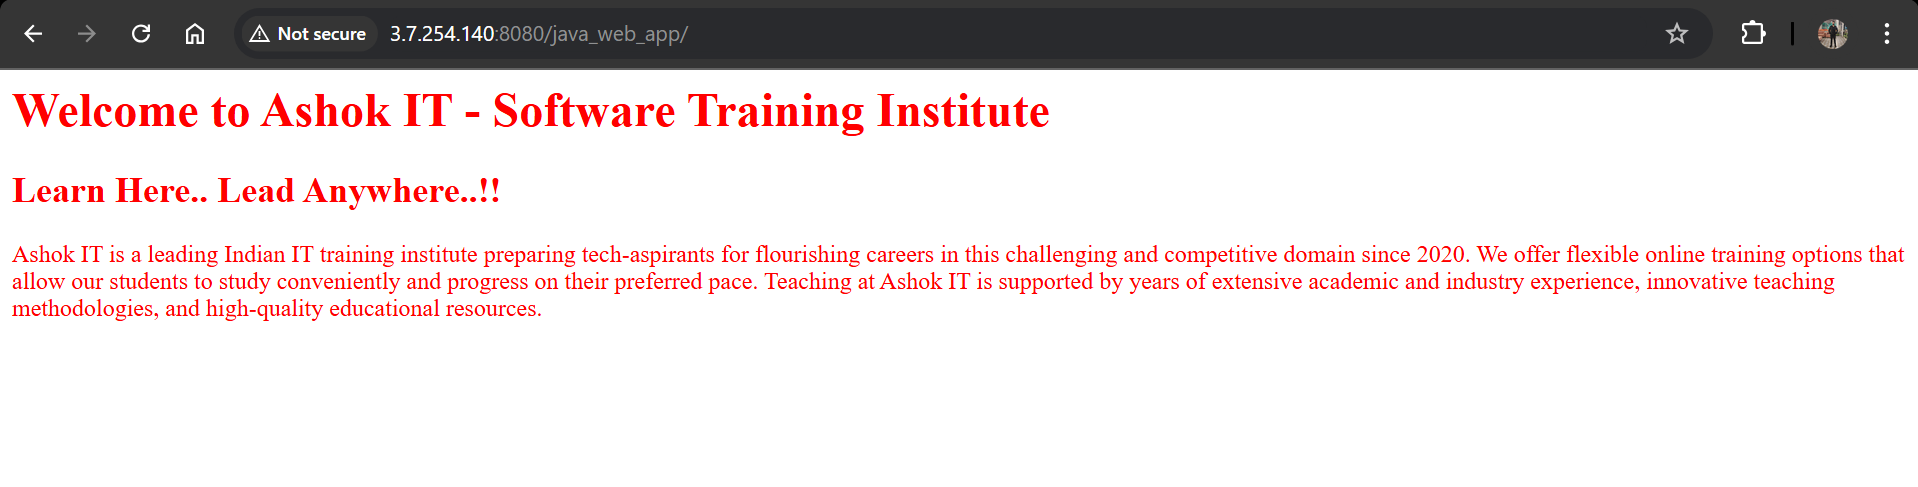 Not secure 3.7.254.140:8080/java_web_app/
Welcome to Ashok IT - Software Training Institute
Learn Here.. Lead Anywhere..!!
Ashok IT is a leading Indian IT training institute preparing tech-aspirants for flourishing careers in this challenging and competitive domain since 2020. We offer flexible online training options that
allow our students to study conveniently and progress on their preferred pace. Teaching at Ashok IT is supported by years of extensive academic and industry experience, innovative teaching
methodologies, and high-quality educational resources.